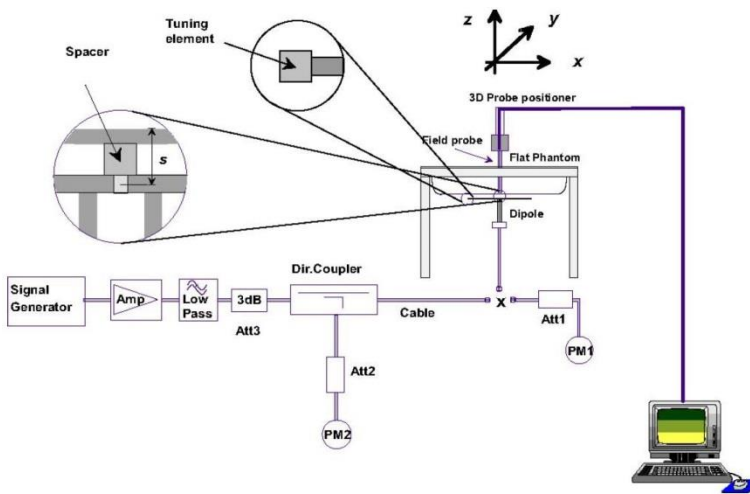 Tuning
element
Spacer
s
z
y
x
3D Probe positioner
Field probe
Flat Phantom
Dipole
Dir.Coupler
Signal
Generator
Amp
Low
Pass
3dB
Att3
Cable
x
Att1
PM1
Att2
PM2